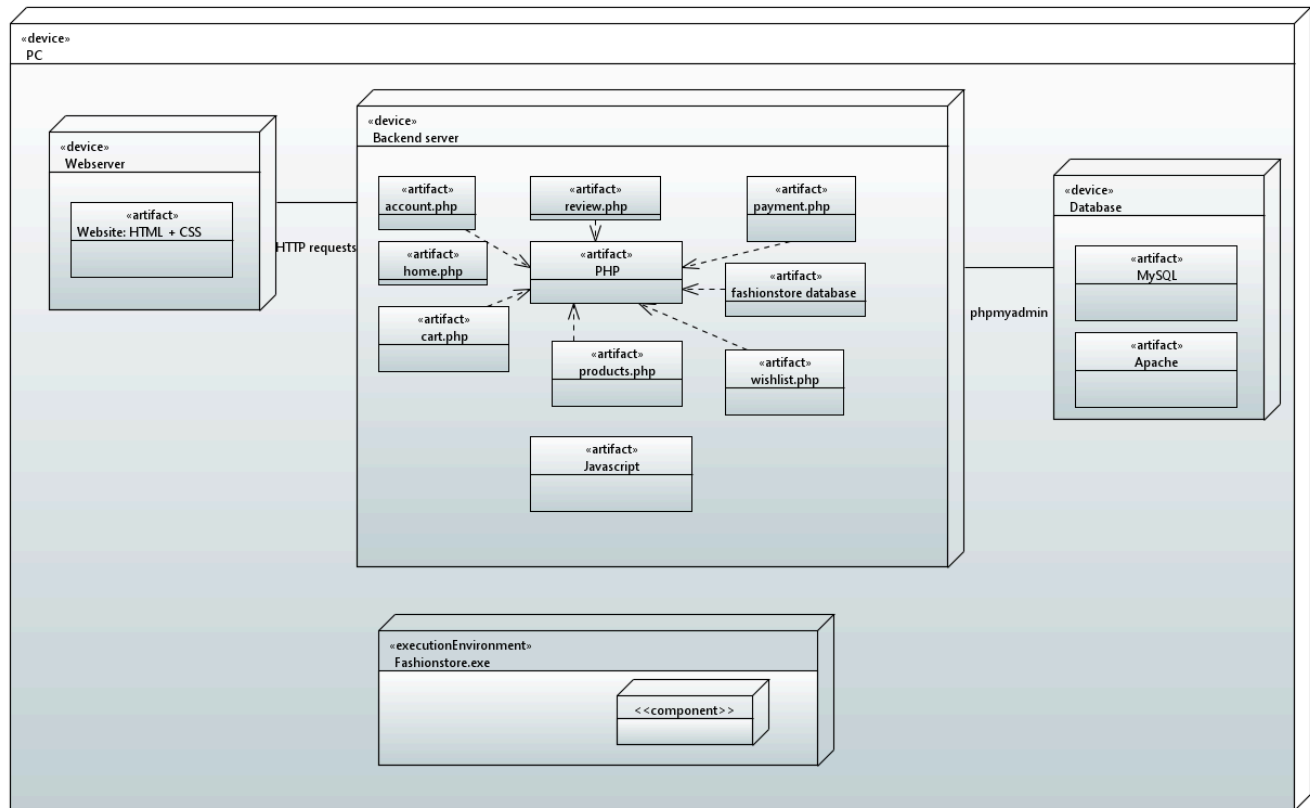 «device»
PC
«device»
Webserver
«artifact»
Website: HTML + CSS
HTTP requests
«device»
Backend server
«artifact»
account.php
«artifact»
review.php
«artifact»
payment.php
«artifact»
home.php
«artifact»
PHP
«artifact»
fashionstore database
«artifact»
cart.php
«artifact»
products.php
«artifact»
wishlist.php
«artifact»
Javascript
phpmyadmin
«device»
Database
«artifact»
MySQL
«artifact»
Apache
«executionEnvironment»
Fashionstore.exe
<<component>>